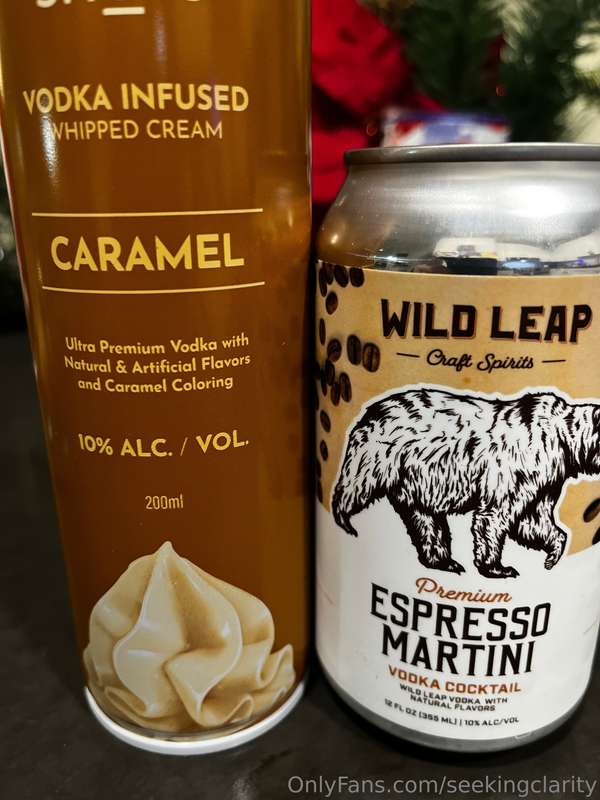 VODKA INFUSED
WHIPPED CREAM
CARAMEL
Ultra Premium Vodka with
Natural & Artificial Flavors
and Caramel Coloring
10% ALC. / VOL.
200ml
WILD LEAP
Craft Spirits
Premium
ESPRESSO
MARTINI
VODKA COCKTAIL
WILD LEAP VODKA WITH
NATURAL FLAVORS
12 FL OZ (355 ML) | 10% ALC/VOL
OnlyFans.com/seekingclarity